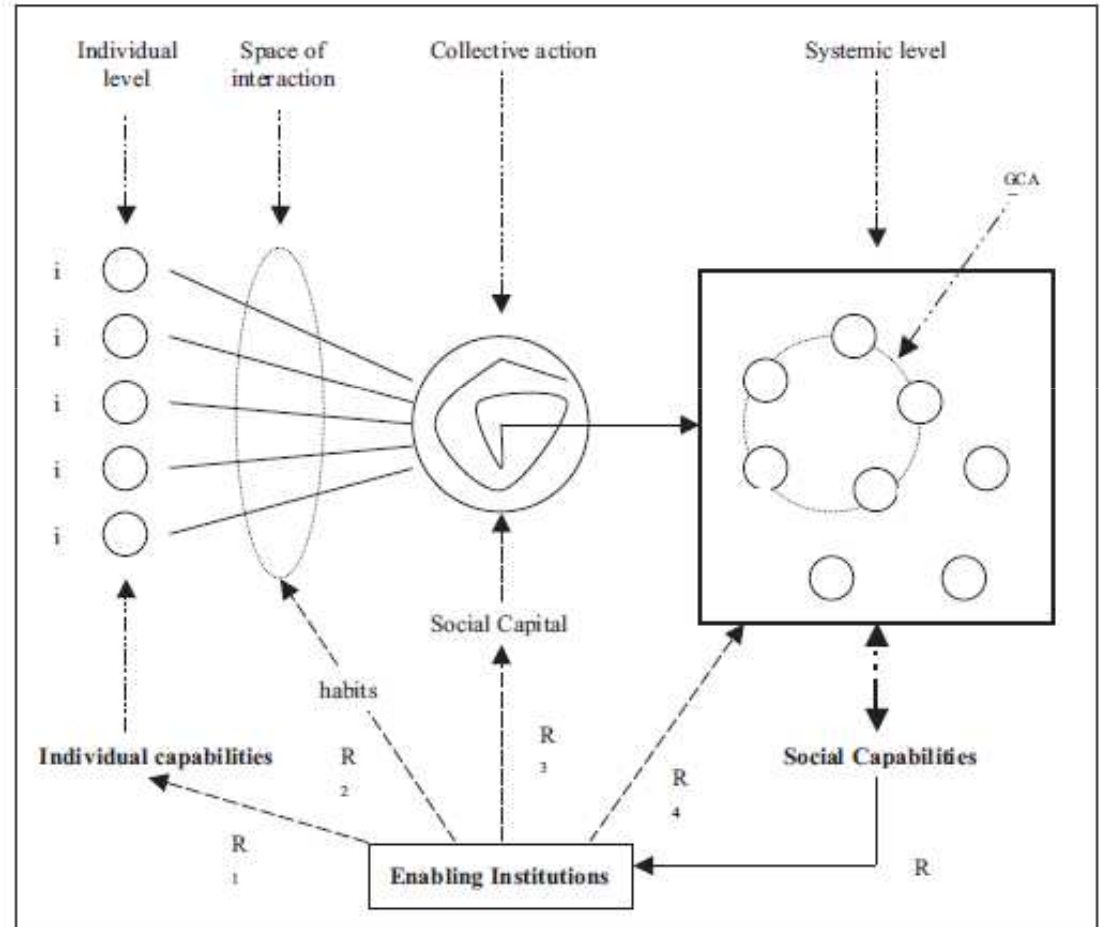 Individual
level
Space of
interaction
Collective action
Systemic level
GCA
i
i
i
i
i
Social Capital
habits
Individual capabilities
R
2
R
3
R
4
Social Capabilities
R
1
Enabling Institutions
R